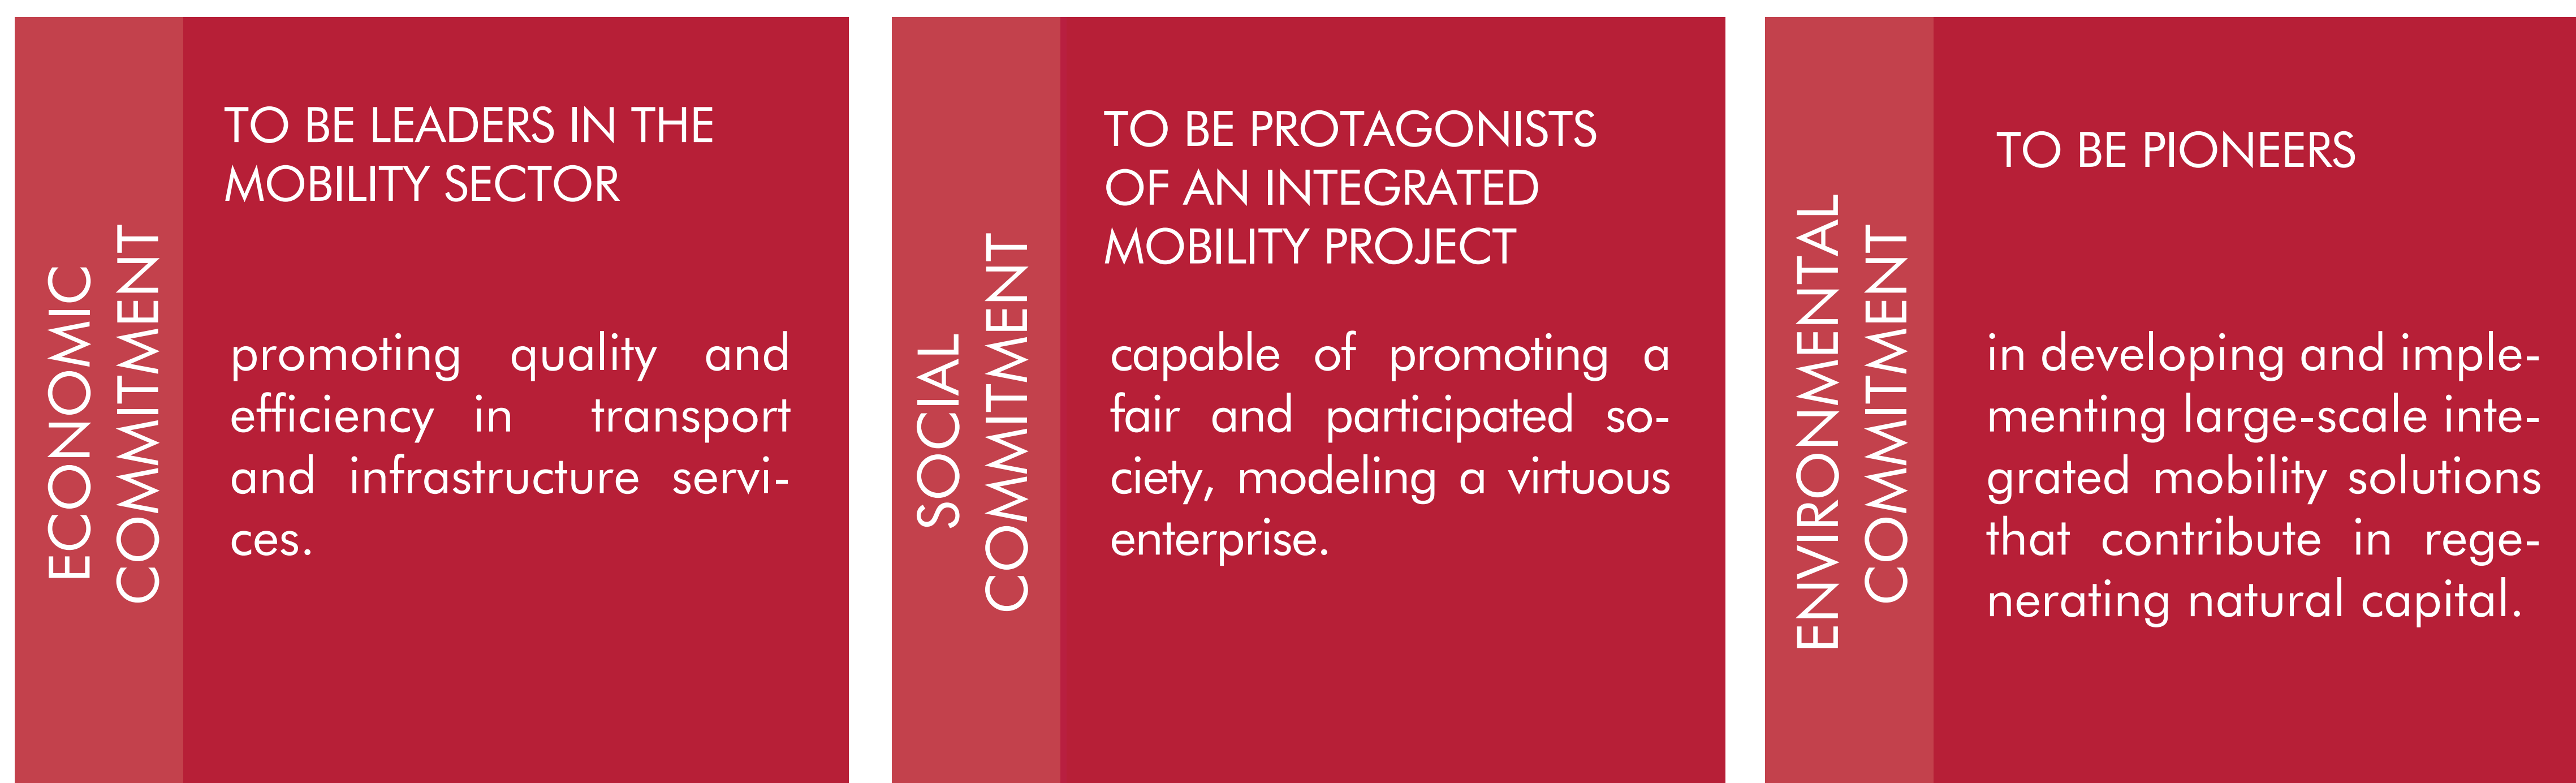 ECONOMIC
COMMITMENT
TO BE LEADERS IN THE
MOBILITY SECTOR
promoting quality and
efficiency in transport
and infrastructure servi-
ces.
SOCIAL
COMMITMENT
TO BE PROTAGONISTS
OF AN INTEGRATED
MOBILITY PROJECT
capable of promoting a
fair and participated so-
ciety, modeling a virtuous
enterprise.
ENVIRONMENTAL
COMMITMENT
TO BE PIONEERS
in developing and imple-
menting large-scale inte-
grated mobility solutions
that contribute in rege-
nerating natural capital.